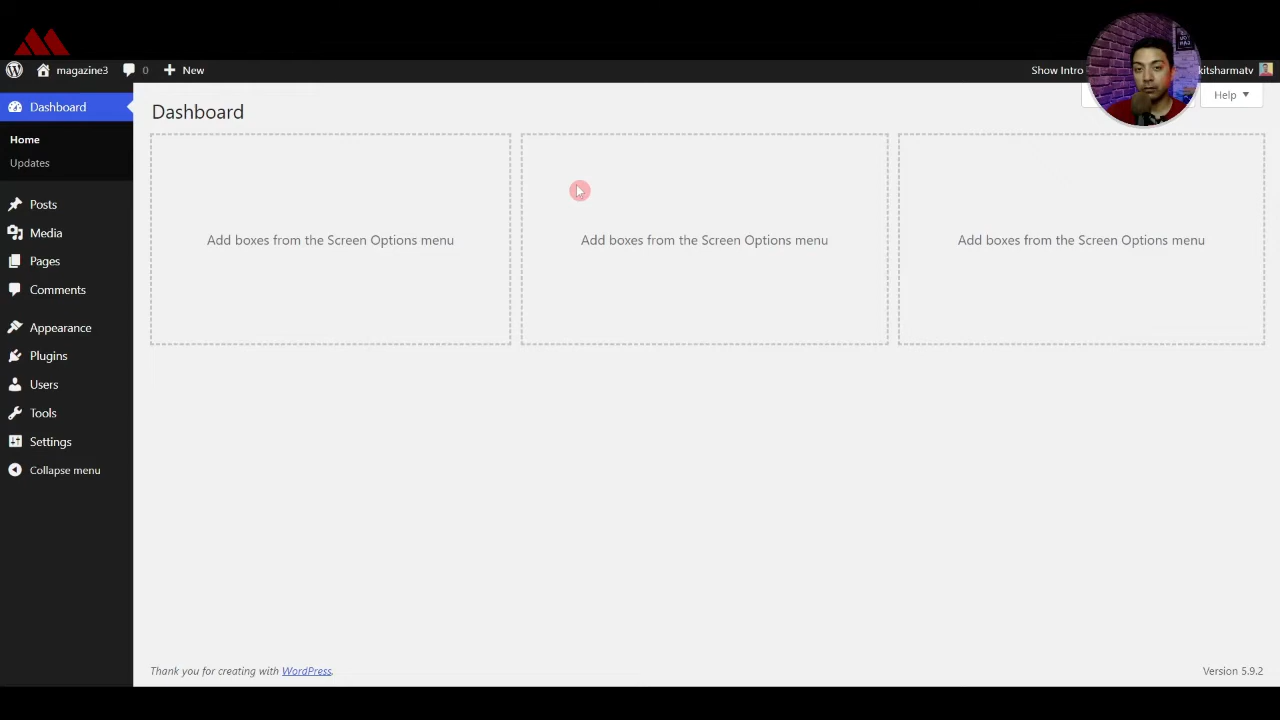 magazine3
0
New
Show Intro
kitsharmatv
Dashboard
Home
Updates
Posts
Media
Pages
Comments
Appearance
Plugins
Users
Tools
Settings
Collapse menu
Help
Dashboard
Add boxes from the Screen Options menu
Add boxes from the Screen Options menu
Add boxes from the Screen Options menu
Thank you for creating with WordPress.
Version 5.9.2